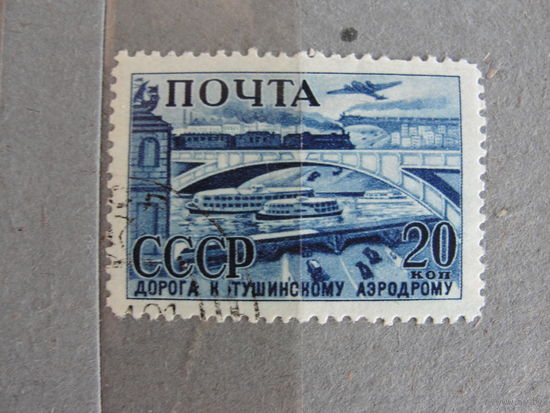 ПОЧТА
СССР 20
КОП
ДОРОГА К ТУШИНСКОМУ АЭРОДРОМУ